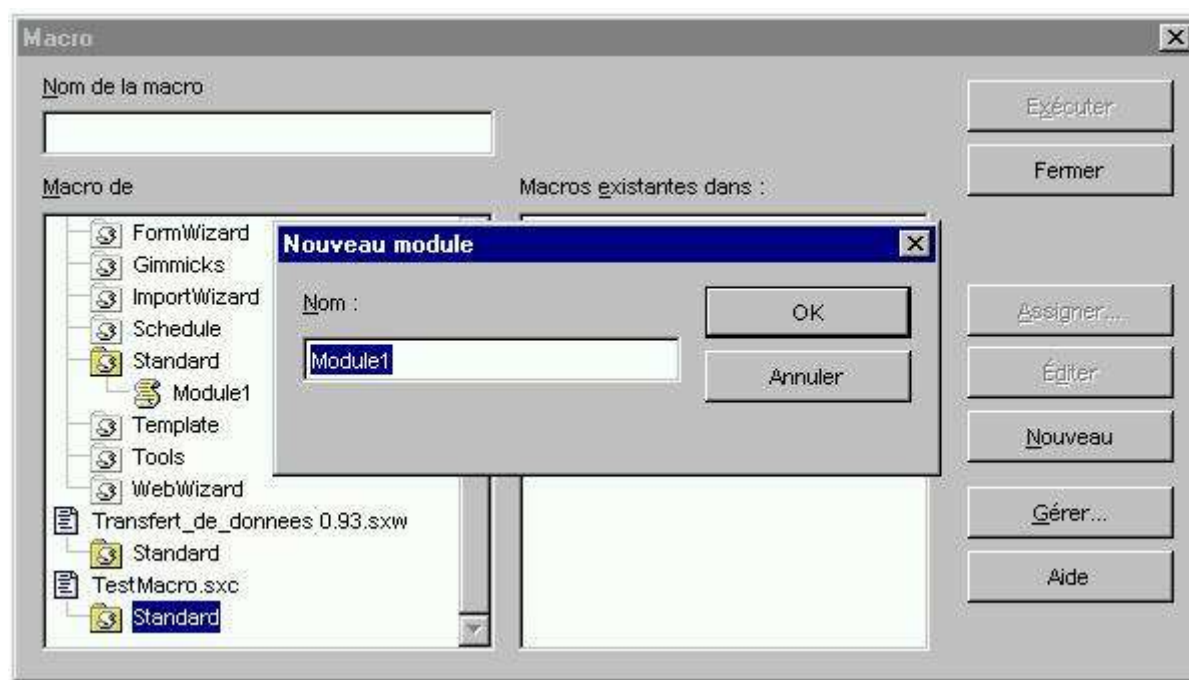 Macro
Nom de la macro
Exécuter
Fermer
Macro de
Macros existantes dans :
FormWizard
Gimmicks
ImportWizard
Schedule
Standard
Module1
Template
Tools
WebWizard
Transfert_de_donnees 0.93.sxw
Standard
TestMacro.sxc
Standard
Nouveau module
Nom :
Module1
OK
Annuler
Assigner...
Éditer
Nouveau
Gérer...
Aide